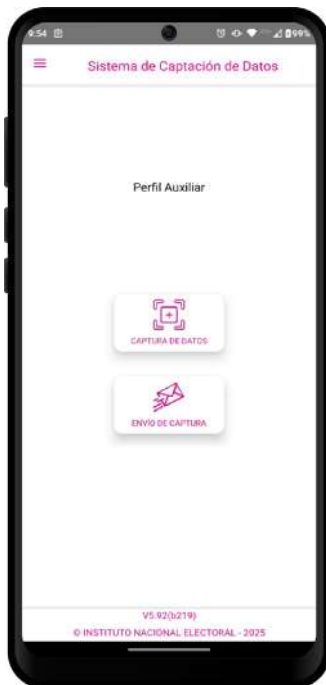 9:54
99%
Sistema de Captación de Datos
Perfil Auxiliar
CAPTURA DE DATOS
ENVÍO DE CAPTURA
V5.92(b219)
© INSTITUTO NACIONAL ELECTORAL - 2025